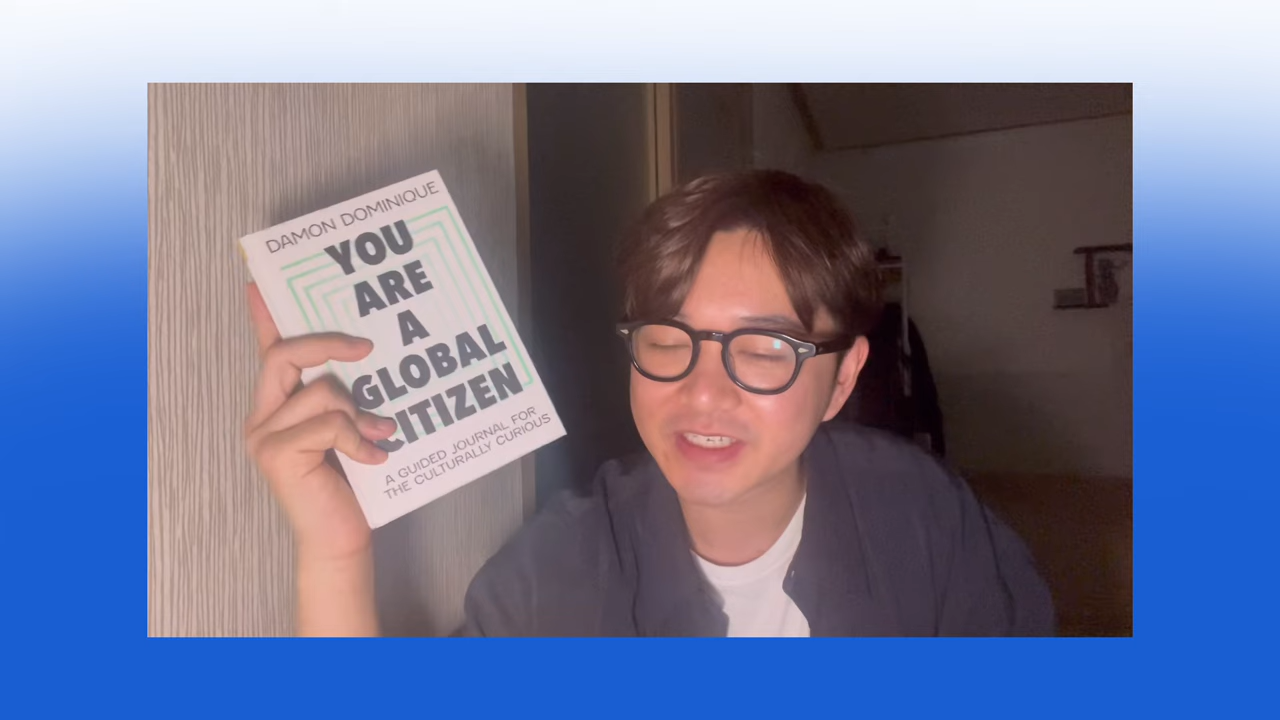 DAMON DOMINIQUE
YOU
ARE
A
GLOBAL
CITIZEN
A GUIDED JOURNAL FOR
THE CULTURALLY CURIOUS